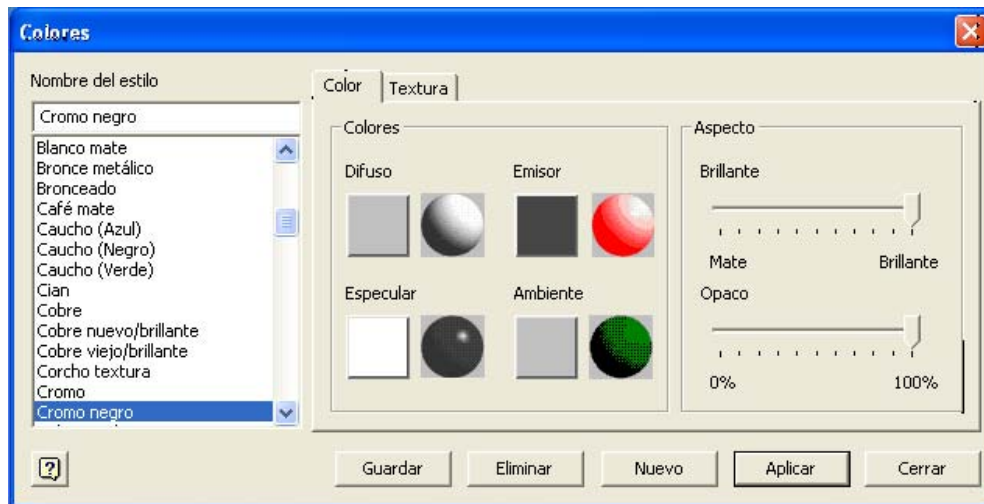 Colores
Nombre del estilo
Cromo negro
Blanco mate
Bronce metálico
Bronceado
Café mate
Caucho (Azul)
Caucho (Negro)
Caucho (Verde)
Cian
Cobre
Cobre nuevo/brillante
Cobre viejo/brillante
Corcho textura
Cromo
Cromo negro
Color
Textura
Colores
Difuso
Emisor
Especular
Ambiente
Aspecto
Brillante
Mate
Brillante
Opaco
0%
100%
?
Guardar
Eliminar
Nuevo
Aplicar
Cerrar